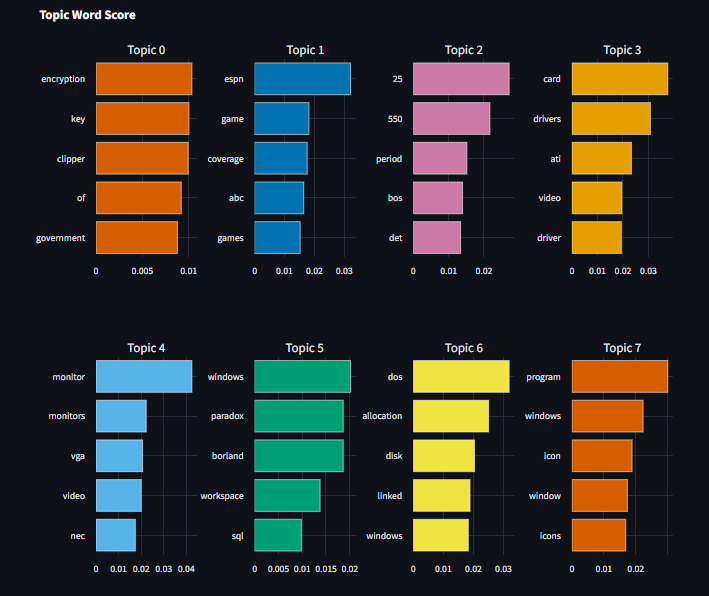 Topic Word Score
Topic 0
encryption
key
clipper
of
government
0 0.005 0.01
Topic 1
espn
game
coverage
abc
games
0 0.01 0.02 0.03
Topic 2
25
550
period
bos
det
0 0.01 0.02
Topic 3
card
drivers
ati
video
driver
0 0.01 0.02 0.03
Topic 4
monitor
monitors
vga
video
nec
0 0.01 0.02 0.03 0.04
Topic 5
windows
paradox
borland
workspace
sql
0 0.005 0.01 0.015 0.02
Topic 6
dos
allocation
disk
linked
windows
0 0.01 0.02 0.03
Topic 7
program
windows
icon
window
icons
0 0.01 0.02